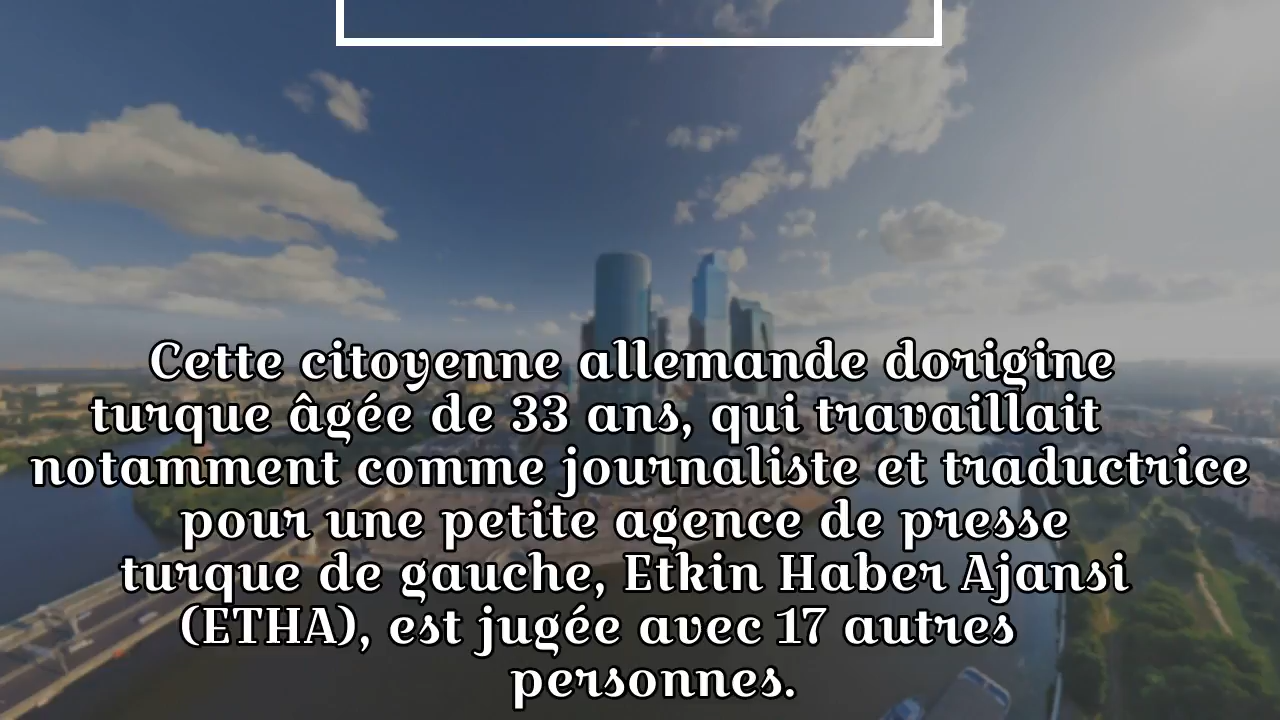 Cette citoyenne allemande dorigine
turque âgée de 33 ans, qui travaillait
notamment comme journaliste et traductrice
pour une petite agence de presse
turque de gauche, Etkin Haber Ajansi
(ETHA), est jugée avec 17 autres
personnes.